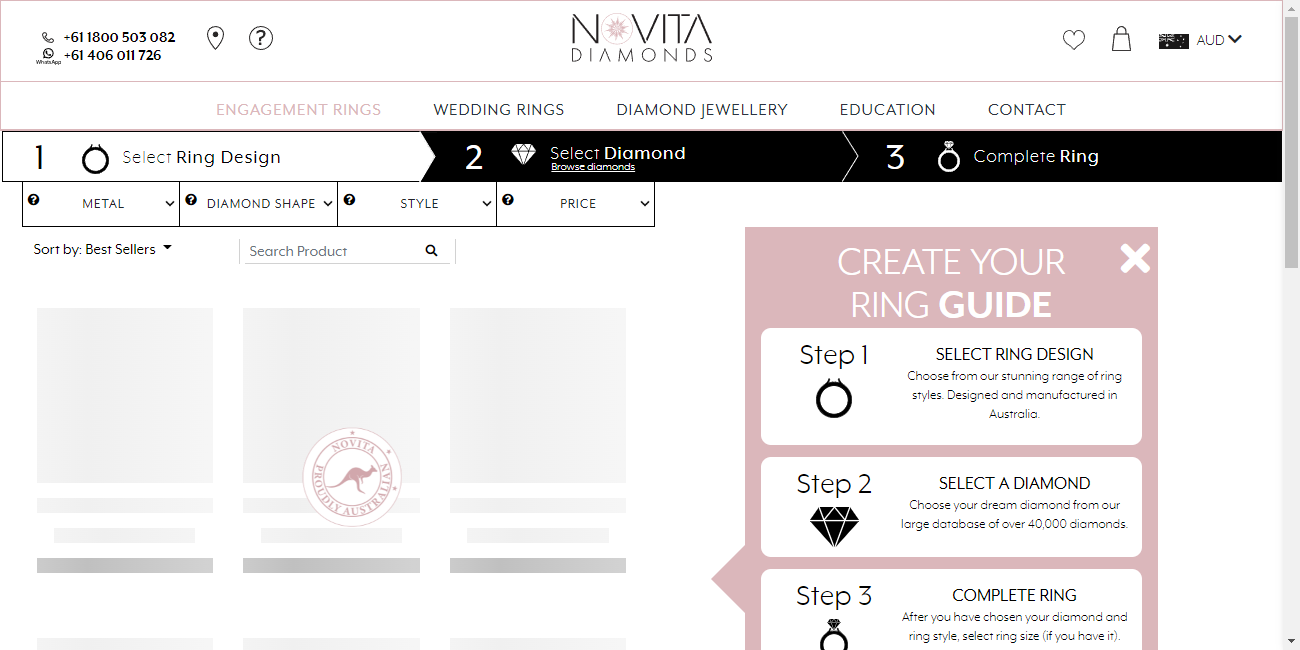 +61 1800 503 082
WhatsApp +61 406 011 726
NOVITA
DIAMONDS
AUD
ENGAGEMENT RINGS
WEDDING RINGS
DIAMOND JEWELLERY
EDUCATION
CONTACT
1 Select Ring Design
2 Select Diamond
Browse diamonds
3 Complete Ring
METAL
DIAMOND SHAPE
STYLE
PRICE
Sort by: Best Sellers
Search Product
NOVITA
PROUDLY AUSTRALIAN
CREATE YOUR
RING GUIDE
Step 1
SELECT RING DESIGN
Choose from our stunning range of ring
styles. Designed and manufactured in
Australia.
Step 2
SELECT A DIAMOND
Choose your dream diamond from our
large database of over 40,000 diamonds.
Step 3
COMPLETE RING
After you have chosen your diamond and
ring style, select ring size (if you have it).